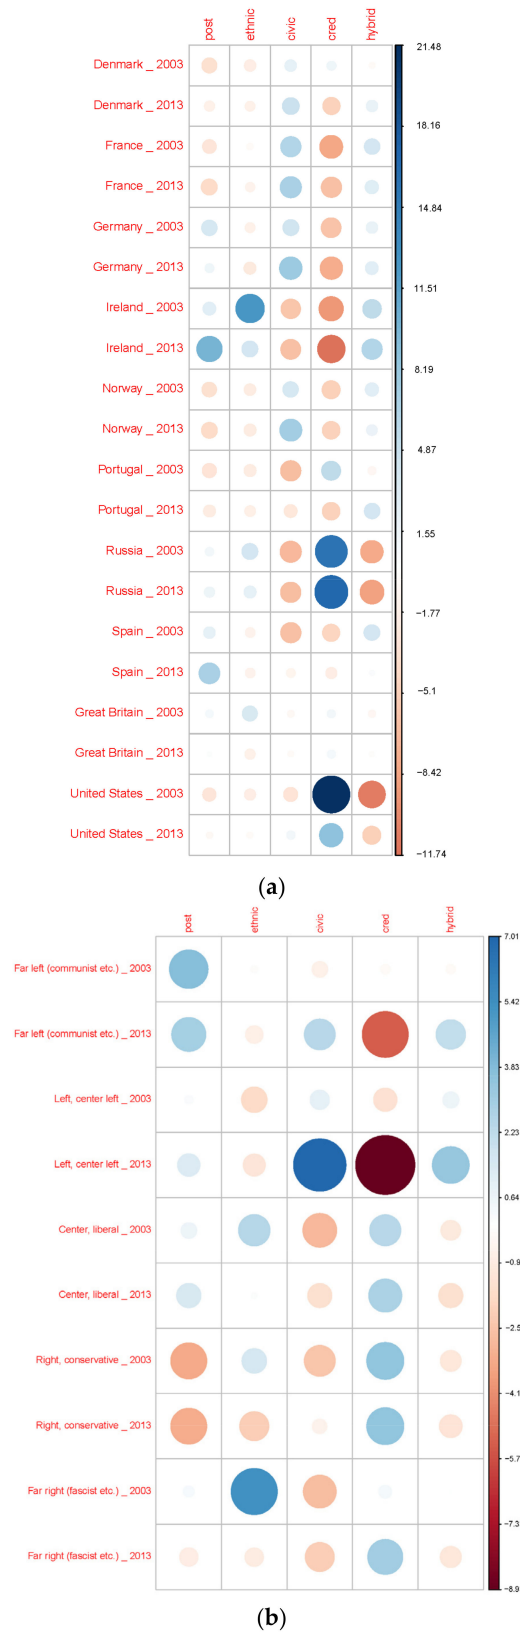 post ethnic civic cred hybrid
21.48
Denmark _ 2003
Denmark _ 2013
18.16
France _ 2003
France _ 2013
14.84
Germany _ 2003
Germany _ 2013
11.51
Ireland _ 2003
Ireland _ 2013
8.19
Norway _ 2003
Norway _ 2013
4.87
Portugal _ 2003
Portugal _ 2013
1.55
Russia _ 2003
Russia _ 2013
−1.77
Spain _ 2003
Spain _ 2013
−5.1
Great Britain _ 2003
Great Britain _ 2013
−8.42
United States _ 2003
United States _ 2013
−11.74
(a)
post ethnic civic cred hybrid
7.01
Far left (communist etc.) _ 2003
5.42
Far left (communist etc.) _ 2013
3.83
Left, center left _ 2003
2.23
Left, center left _ 2013
0.64
Center, liberal _ 2003
−0.9
Center, liberal _ 2013
−2.5
Right, conservative _ 2003
−4.1
Right, conservative _ 2013
−5.7
Far right (fascist etc.) _ 2003
−7.3
Far right (fascist etc.) _ 2013
−8.9
(b)